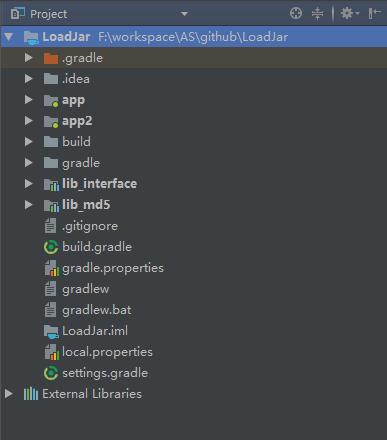 Project
LoadJar F:\workspace\AS\github\LoadJar
.gradle
.idea
app
app2
build
gradle
lib_interface
lib_md5
.gitignore
build.gradle
gradle.properties
gradlew
gradlew.bat
LoadJar.iml
local.properties
settings.gradle
External Libraries